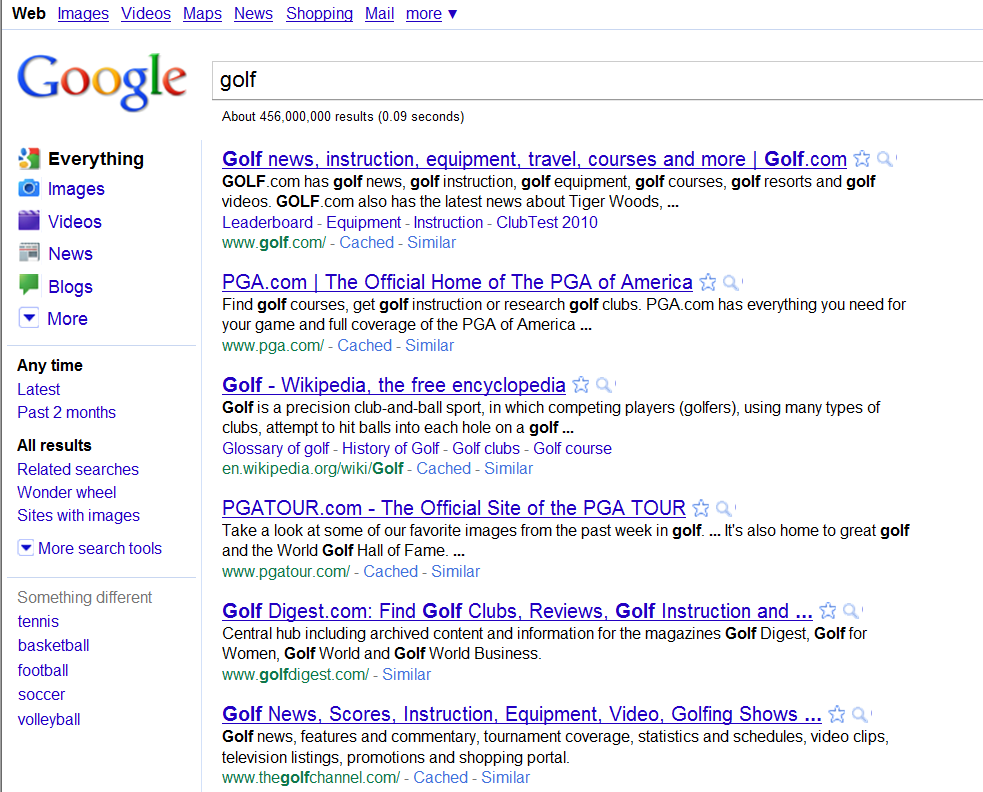 Web Images Videos Maps News Shopping Mail more ▼
Google
golf
About 456,000,000 results (0.09 seconds)
Everything
Images
Videos
News
Blogs
More
Any time
Latest
Past 2 months
All results
Related searches
Wonder wheel
Sites with images
More search tools
Something different
tennis
basketball
football
soccer
volleyball
Golf news, instruction, equipment, travel, courses and more | Golf.com
GOLF.com has golf news, golf instruction, golf equipment, golf courses, golf resorts and golf
videos. GOLF.com also has the latest news about Tiger Woods, ...
Leaderboard - Equipment - Instruction - ClubTest 2010
www.golf.com/ - Cached - Similar
PGA.com | The Official Home of The PGA of America
Find golf courses, get golf instruction or research golf clubs. PGA.com has everything you need for
your game and full coverage of the PGA of America ...
www.pga.com/ - Cached - Similar
Golf - Wikipedia, the free encyclopedia
Golf is a precision club-and-ball sport, in which competing players (golfers), using many types of
clubs, attempt to hit balls into each hole on a golf ...
Glossary of golf - History of Golf - Golf clubs - Golf course
en.wikipedia.org/wiki/Golf - Cached - Similar
PGATOUR.com - The Official Site of the PGA TOUR
Take a look at some of our favorite images from the past week in golf. ... It's also home to great golf
and the World Golf Hall of Fame. ...
www.pgatour.com/ - Cached - Similar
Golf Digest.com: Find Golf Clubs, Reviews, Golf Instruction and ...
Central hub including archived content and information for the magazines Golf Digest, Golf for
Women, Golf World and Golf World Business.
www.golfdigest.com/ - Similar
Golf News, Scores, Instruction, Equipment, Video, Golfing Shows ...
Golf news, features and commentary, tournament coverage, statistics and schedules, video clips,
television listings, promotions and shopping portal.
www.thegolfchannel.com/ - Cached - Similar